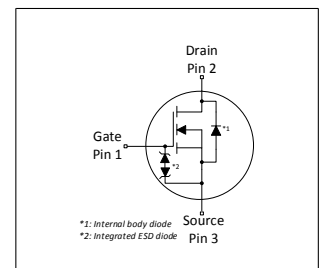 Drain
Pin 2
*1
Gate
Pin 1
*2
Source
Pin 3
*1: Internal body diode
*2: Integrated ESD diode